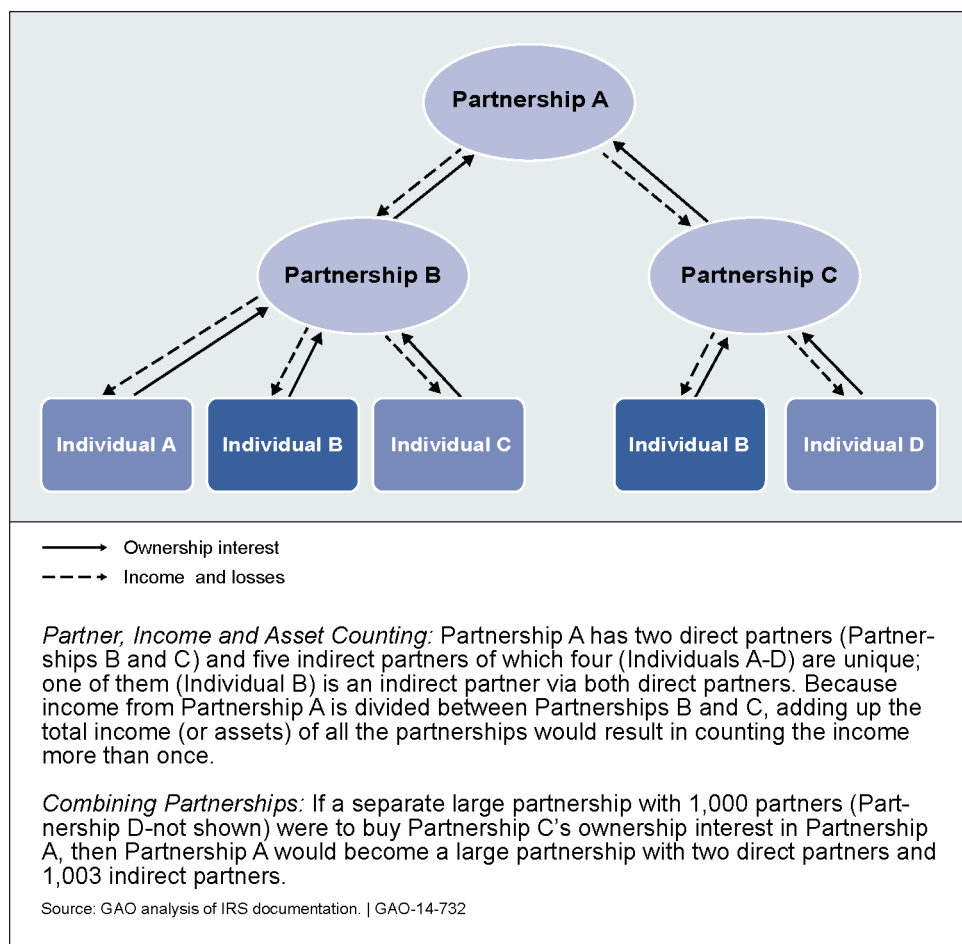 Partnership A
Partnership B
Partnership C
Individual A
Individual B
Individual C
Individual B
Individual D
Ownership interest
Income and losses
Partner, Income and Asset Counting: Partnership A has two direct partners (Partner-
ships B and C) and five indirect partners of which four (Individuals A-D) are unique;
one of them (Individual B) is an indirect partner via both direct partners. Because
income from Partnership A is divided between Partnerships B and C, adding up the
total income (or assets) of all the partnerships would result in counting the income
more than once.
Combining Partnerships: If a separate large partnership with 1,000 partners (Part-
nership D-not shown) were to buy Partnership C's ownership interest in Partnership
A, then Partnership A would become a large partnership with two direct partners and
1,003 indirect partners.
Source: GAO analysis of IRS documentation. | GAO-14-732